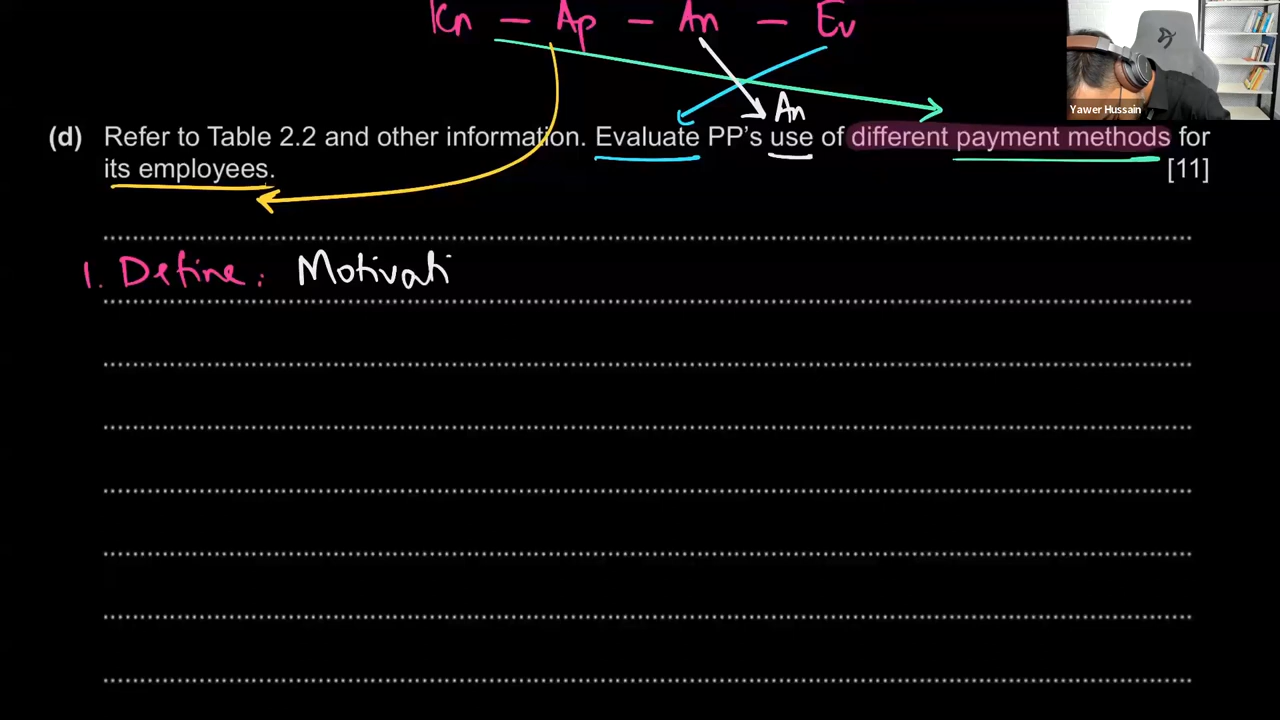 Kn – Ap – An – Ev
An
Yawer Hussain
(d) Refer to Table 2.2 and other information. Evaluate PP's use of different payment methods for
its employees. [11]
1. Define: Motivati